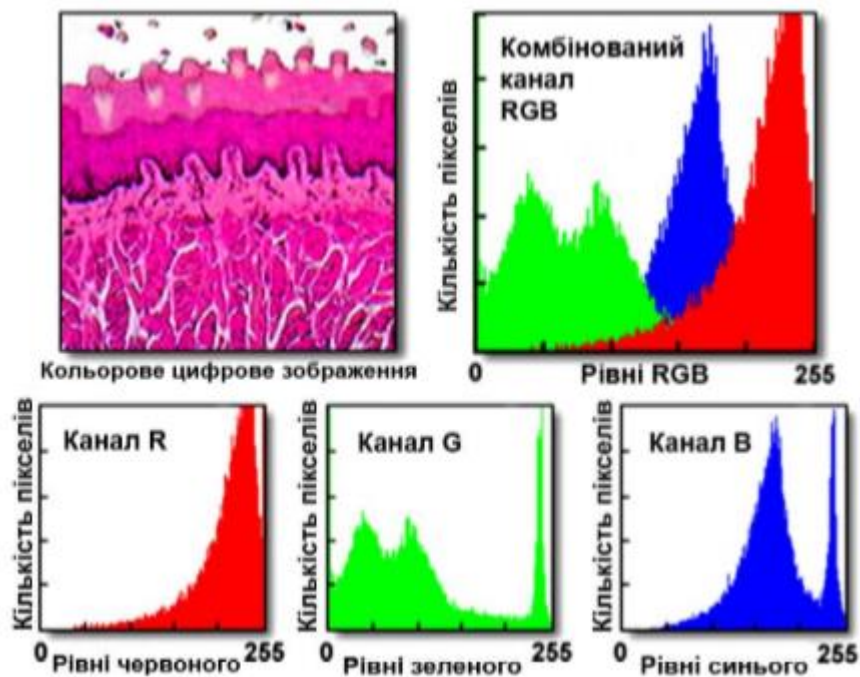 Комбінований
канал
RGB
Кількість пікселів
0
Рівні RGB
255
Кольорове цифрове зображення
Канал R
Кількість пікселів
0
Рівні червоного
255
Канал G
Кількість пікселів
0
Рівні зеленого
255
Канал B
Кількість пікселів
0
Рівні синього
255